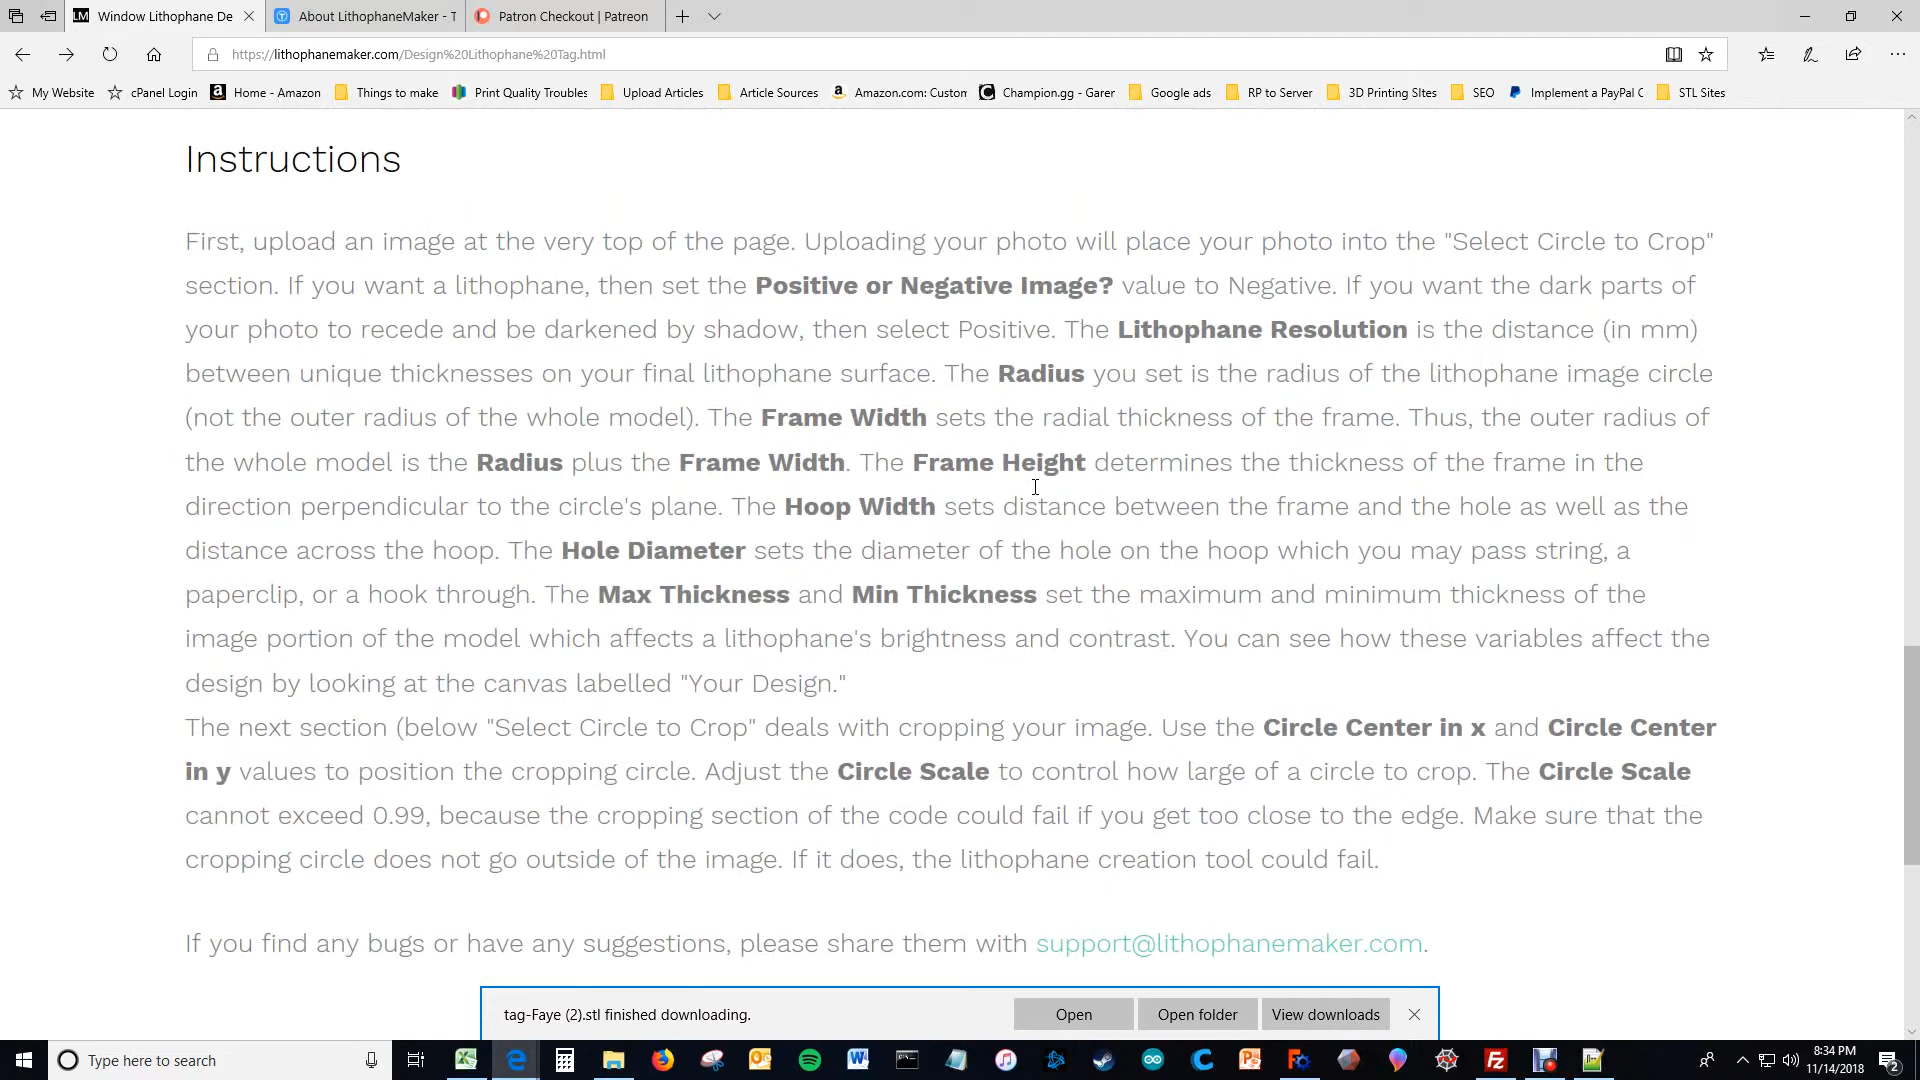 Window Lithophane De
About LithophaneMaker - T
Patron Checkout | Patreon
https://lithophanemaker.com/Design%20Lithophane%20Tag.html
My Website cPanel Login Home - Amazon Things to make Print Quality Troubles Upload Articles Article Sources Amazon.com: Custom Champion.gg - Garer Google ads RP to Server 3D Printing SItes SEO Implement a PayPal C STL Sites
Instructions
First, upload an image at the very top of the page. Uploading your photo will place your photo into the "Select Circle to Crop"
section. If you want a lithophane, then set the Positive or Negative Image? value to Negative. If you want the dark parts of
your photo to recede and be darkened by shadow, then select Positive. The Lithophane Resolution is the distance (in mm)
between unique thicknesses on your final lithophane surface. The Radius you set is the radius of the lithophane image circle
(not the outer radius of the whole model). The Frame Width sets the radial thickness of the frame. Thus, the outer radius of
the whole model is the Radius plus the Frame Width. The Frame Height determines the thickness of the frame in the
direction perpendicular to the circle's plane. The Hoop Width sets distance between the frame and the hole as well as the
distance across the hoop. The Hole Diameter sets the diameter of the hole on the hoop which you may pass string, a
paperclip, or a hook through. The Max Thickness and Min Thickness set the maximum and minimum thickness of the
image portion of the model which affects a lithophane's brightness and contrast. You can see how these variables affect the
design by looking at the canvas labelled "Your Design."
The next section (below "Select Circle to Crop" deals with cropping your image. Use the Circle Center in x and Circle Center
in y values to position the cropping circle. Adjust the Circle Scale to control how large of a circle to crop. The Circle Scale
cannot exceed 0.99, because the cropping section of the code could fail if you get too close to the edge. Make sure that the
cropping circle does not go outside of the image. If it does, the lithophane creation tool could fail.
If you find any bugs or have any suggestions, please share them with support@lithophanemaker.com.
tag-Faye (2).stl finished downloading. Open Open folder View downloads
Type here to search
8:34 PM
11/14/2018
2